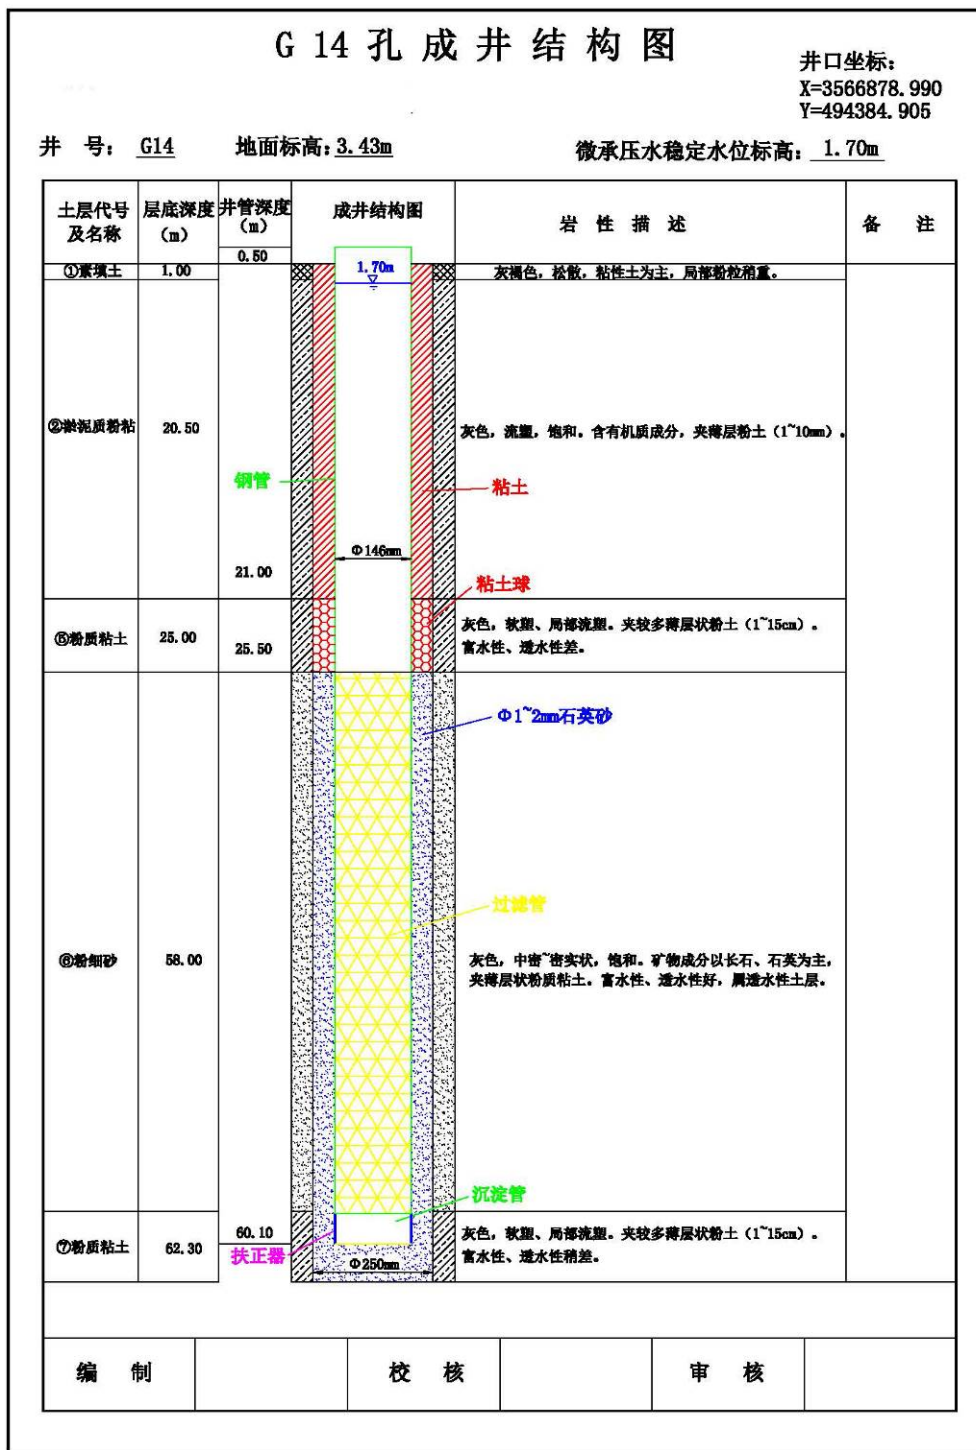 G 14 孔 成 井 结 构 图
井口坐标:
X=3566878.990
Y=494384.905
井 号: G14 地面标高:3.43m 微承压水稳定水位标高: 1.70m
土层代号及名称 层底深度(m) 井管深度(m) 成井结构图 岩 性 描 述 备 注
0.50
①素填土 1.00 1.70m 灰褐色，松散，粘性土为主，局部粉粒稍重。
②淤泥质粉粘 20.50 灰色，流塑，饱和。含有机质成分，夹薄层粉土（1~10mm）。
钢管 粘土
Φ146mm
21.00
粘土球
⑤粉质粘土 25.00 灰色，软塑、局部流塑。夹较多薄层状粉土（1~15cm）。
25.50 富水性、透水性差。
Φ1~2mm石英砂
过滤管
⑥粉细砂 58.00 灰色，中密~密实状，饱和。矿物成分以长石、石英为主，
夹薄层状粉质粘土。富水性、透水性好，属透水性土层。
沉淀管
60.10 灰色，软塑、局部流塑。夹较多薄层状粉土（1~15cm）。
⑦粉质粘土 62.30 扶正器 富水性、透水性稍差。
Φ250mm
编 制 校 核 审 核